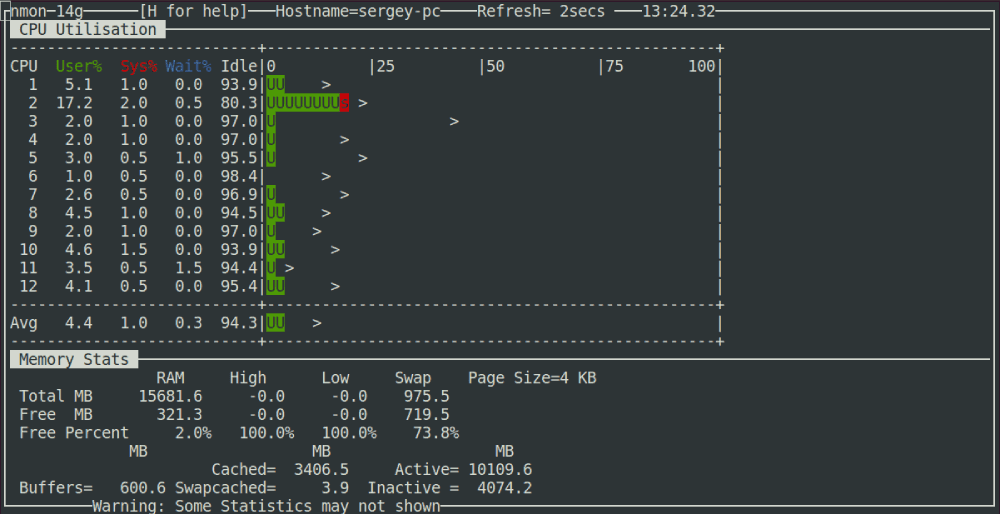 nmon-14g [H for help] Hostname=sergey-pc Refresh= 2secs 13:24.32
CPU Utilisation
---------------------------+-------------------------------------------------+
CPU  User%  Sys% Wait% Idle|0          |25         |50          |75       100|
  1   5.1   1.0   0.0  93.9|UU    >                                          |
  2  17.2   2.0   0.5  80.3|UUUUUUUUs >                                      |
  3   2.0   1.0   0.0  97.0|U                   >                            |
  4   2.0   1.0   0.0  97.0|U       >                                        |
  5   3.0   0.5   1.0  95.5|U         >                                      |
  6   1.0   0.5   0.0  98.4|      >                                          |
  7   2.6   0.5   0.0  96.9|U       >                                        |
  8   4.5   1.0   0.0  94.5|UU    >                                          |
  9   2.0   1.0   0.0  97.0|U    >                                           |
 10   4.6   1.5   0.0  93.9|UU     >                                         |
 11   3.5   0.5   1.5  94.4|U >                                              |
 12   4.1   0.5   0.0  95.4|UU     >                                         |
---------------------------+-------------------------------------------------+
Avg   4.4   1.0   0.3  94.3|UU   >                                           |
---------------------------+-------------------------------------------------+
Memory Stats
RAM     High      Low     Swap    Page Size=4 KB
Total MB     15681.6     -0.0     -0.0    975.5
Free  MB       321.3     -0.0     -0.0    719.5
Free Percent     2.0%   100.0%   100.0%    73.8%
MB                  MB                  MB
Cached=  3406.5     Active= 10109.6
Buffers=   600.6 Swapcached=     3.9  Inactive =  4074.2
Warning: Some Statistics may not shown